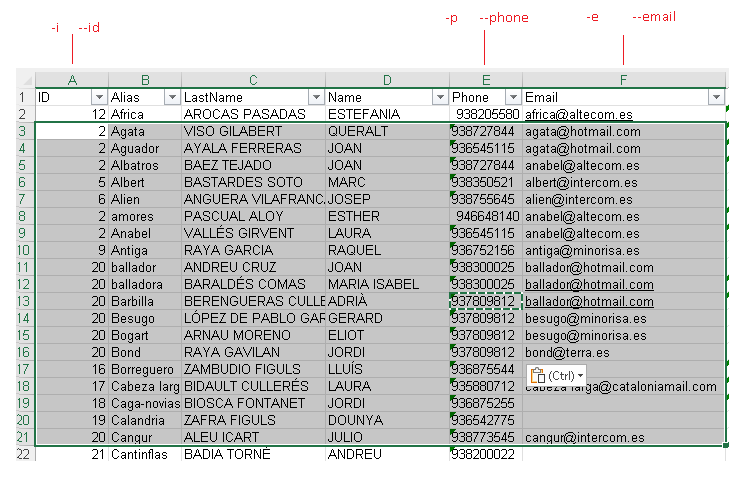 -i --id -p --phone -e --email
A B C D E F
1 ID Alias LastName Name Phone Email
2 12 Africa AROCAS PASADAS ESTEFANIA 938205580 africa@altecom.es
3 2 Agata VISO GILABERT QUERALT 938727844 agata@hotmail.com
4 2 Aguador AYALA FERRERAS JOAN 936545115 agata@hotmail.com
5 2 Albatros BAEZ TEJADO JOAN 938727844 anabel@altecom.es
6 5 Albert BASTARDES SOTO MARC 938350521 albert@intercom.es
7 6 Alien ANGUERA VILAFRANC JOSEP 938755645 alien@intercom.es
8 2 amores PASCUAL ALOY ESTHER 946648140 anabel@altecom.es
9 2 Anabel VALLÉS GIRVENT LAURA 936545115 anabel@altecom.es
10 9 Antiga RAYA GARCIA RAQUEL 936752156 antiga@minorisa.es
11 20 ballador ANDREU CRUZ JOAN 938300025 ballador@hotmail.com
12 20 balladora BARALDÉS COMAS MARIA ISABEL 938300025 ballador@hotmail.com
13 20 Barbilla BERENGUERAS CULLE ADRIÀ 937809812 ballador@hotmail.com
14 20 Besugo LÓPEZ DE PABLO GAR GERARD 937809812 besugo@minorisa.es
15 20 Bogart ARNAU MORENO ELIOT 937809812 besugo@minorisa.es
16 20 Bond RAYA GAVILAN JORDI 937809812 bond@terra.es
17 16 Borreguero ZAMBUDIO FIGULS LLUÍS 936875544 (Ctrl)
18 17 Cabeza larg BIDAULT CULLERÉS LAURA 935880712 cabeza-larga@cataloniamail.com
19 18 Caga-novias BIOSCA FONTANET JORDI 936875255
20 19 Calandria ZAFRA FIGULS DOUNYA 936542775
21 20 Cangur ALEU ICART JULIO 938773545 cangur@intercom.es
22 21 Cantinflas BADIA TORNÉ ANDREU 938200022